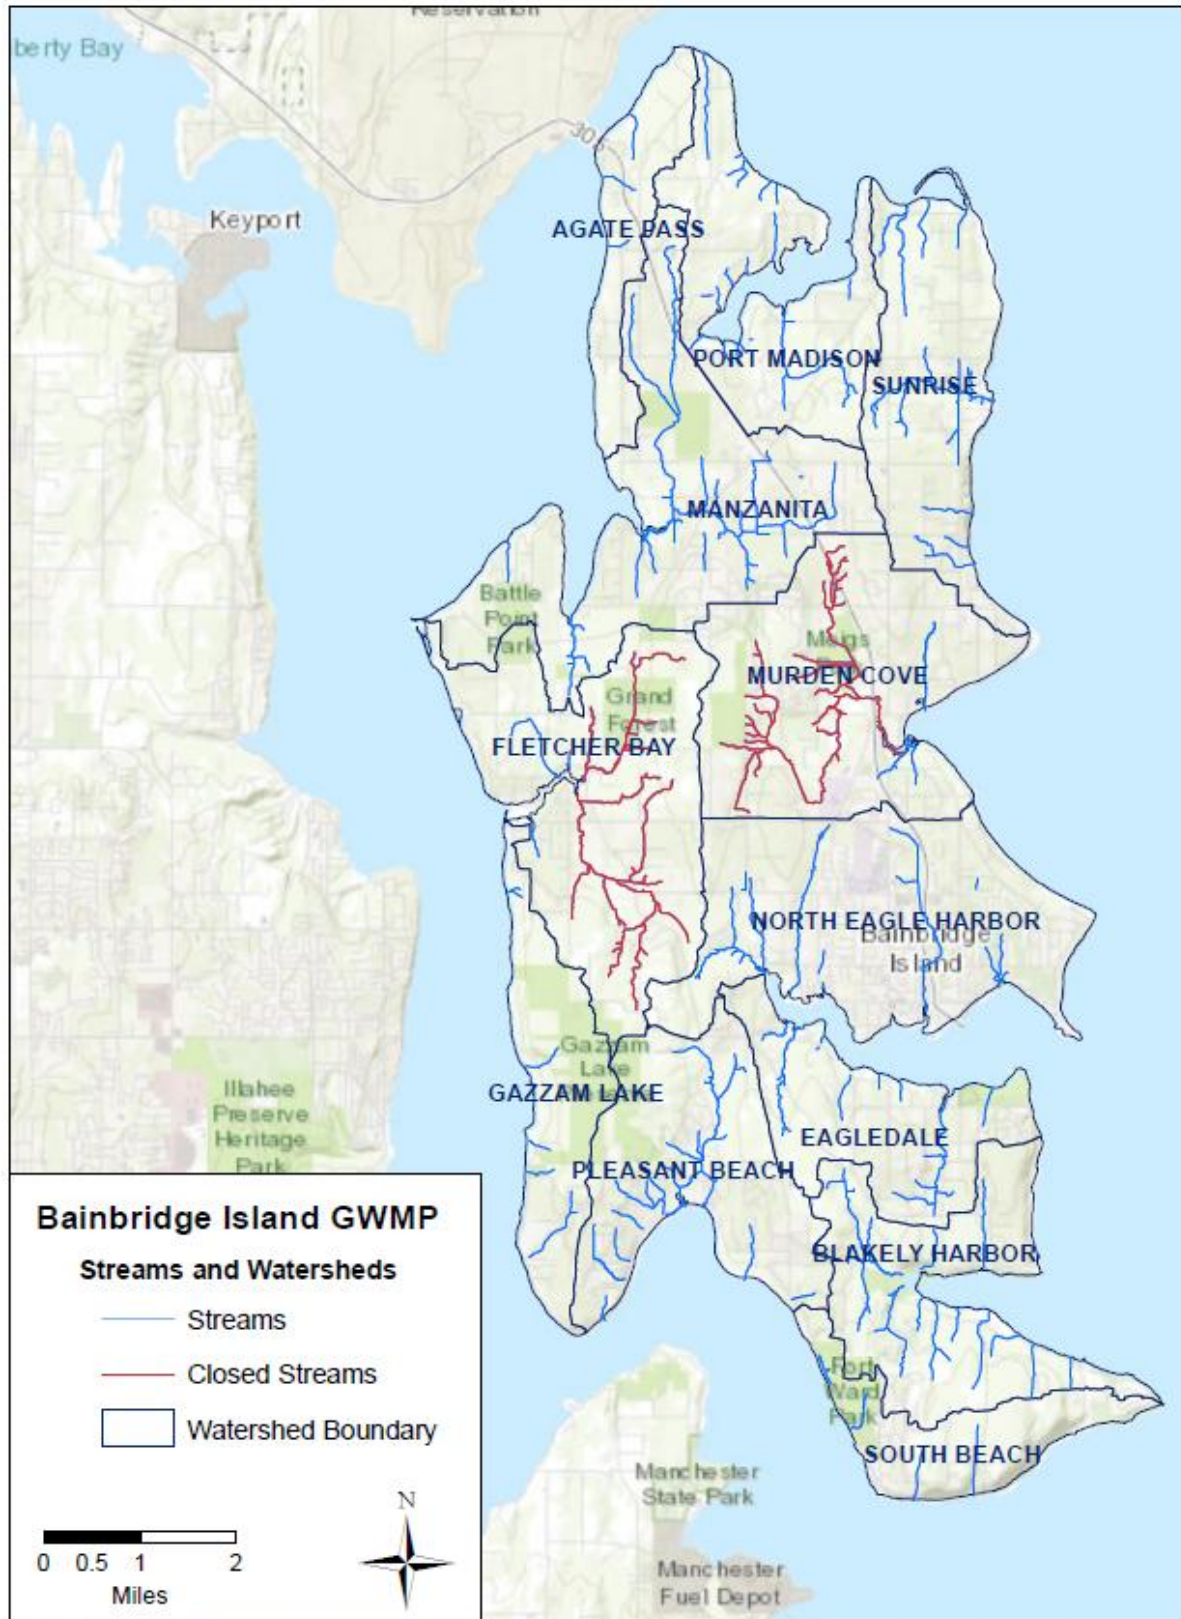 Reservation
berty Bay
305
Keyport
AGATE PASS
PORT MADISON
SUNRISE
MANZANITA
Battle
Point
Park
Meigs
MURDEN COVE
Grand
Forest
FLETCHER BAY
NORTH EAGLE HARBOR
Bainbridge
Island
Gazzam
Lake
GAZZAM LAKE
Illahee
Preserve
Heritage
Park
EAGLEDALE
PLEASANT BEACH
BLAKELY HARBOR
Fort
Ward
Park
SOUTH BEACH
Manchester
State Park
Manchester
Fuel Depot
Bainbridge Island GWMP
Streams and Watersheds
Streams
Closed Streams
Watershed Boundary
N
0 0.5 1 2
Miles